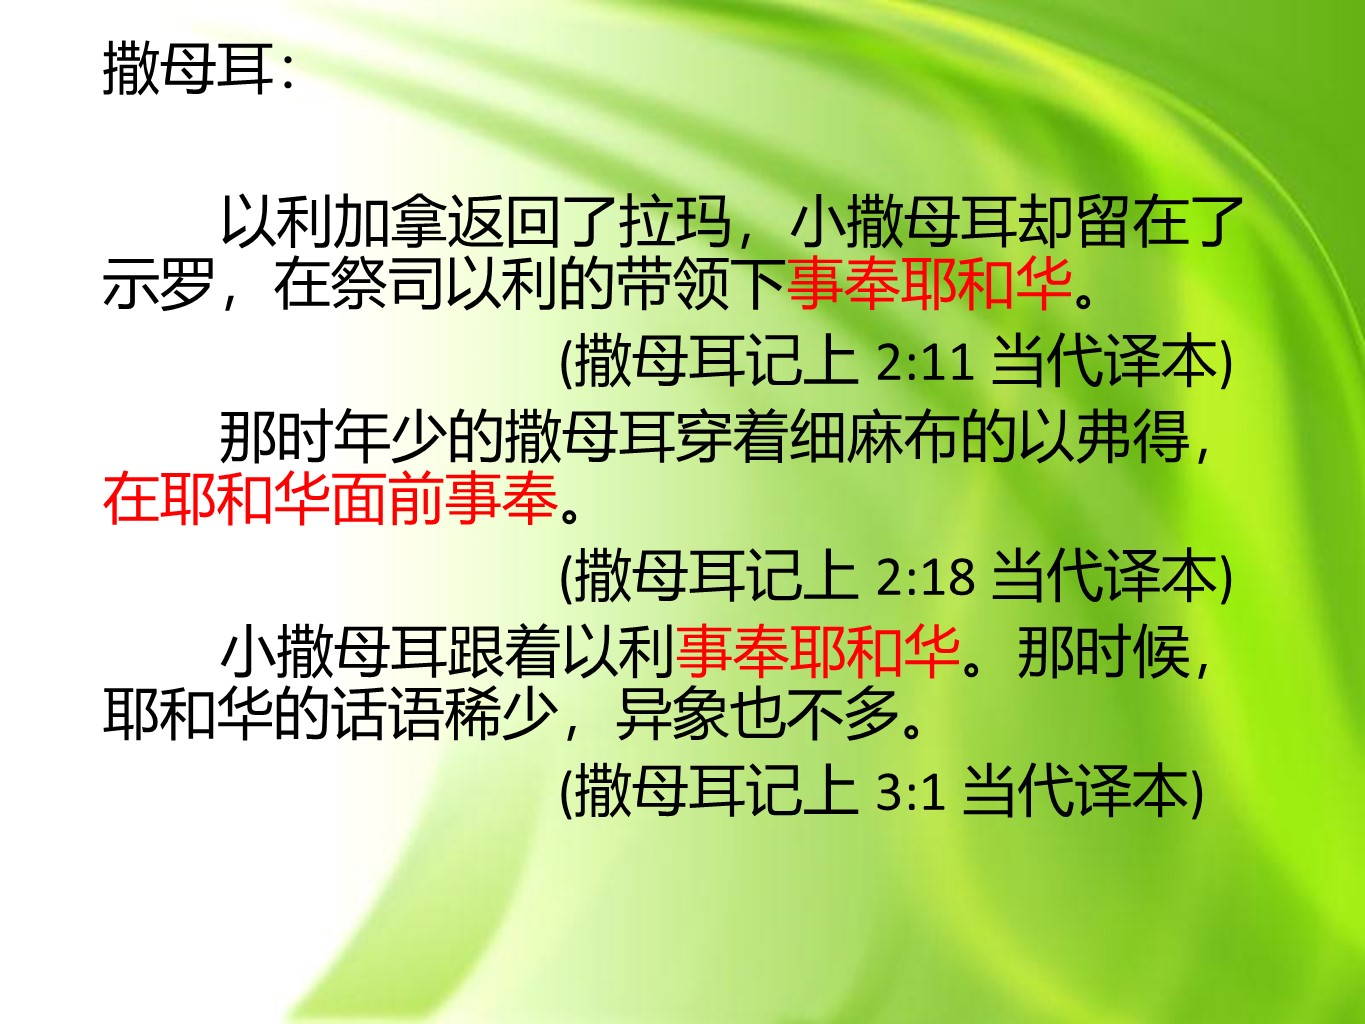 撒母耳：
以利加拿返回了拉玛，小撒母耳却留在了
示罗，在祭司以利的带领下事奉耶和华。
(撒母耳记上 2:11 当代译本)
那时年少的撒母耳穿着细麻布的以弗得，
在耶和华面前事奉。
(撒母耳记上 2:18 当代译本)
小撒母耳跟着以利事奉耶和华。那时候，
耶和华的话语稀少，异象也不多。
(撒母耳记上 3:1 当代译本)